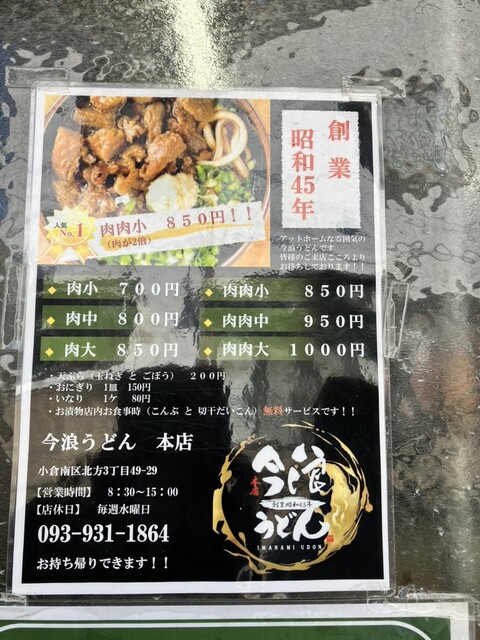 創業
昭和45年
人気
No.1
肉肉小 850円！！
(肉が2倍)
アットホームな雰囲気の
今浪うどんです
皆様のご来店こころより
お待ちしております！！
肉小 700円
肉肉小 850円
肉中 800円
肉肉中 950円
肉大 850円
肉肉大 1000円
・天ぷら（玉ねぎ と ごぼう） 200円
・おにぎり 1皿 150円
・いなり 1ケ 80円
・お漬物店内お食事時（こんぶ と 切干だいこん）無料サービスです！！
今浪うどん 本店
小倉南区北方3丁目49-29
【営業時間】 8：30～15：00
【店休日】 毎週水曜日
093-931-1864
お持ち帰りできます！！
今浪
本店
創業昭和45年
うどん
IMANAMI UDON